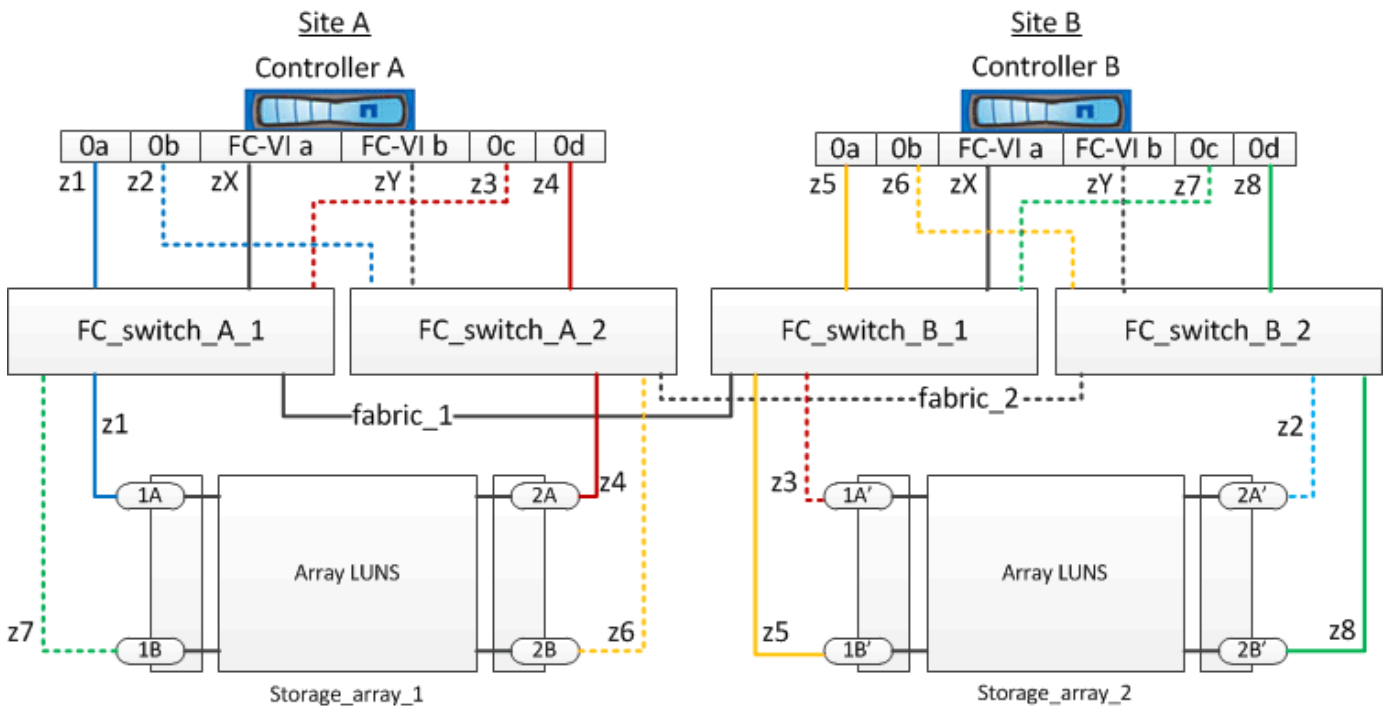 Site A
Site B
Controller A
Controller B
0a 0b FC-VI a FC-VI b 0c 0d
0a 0b FC-VI a FC-VI b 0c 0d
z1 z2 zX zY z3 z4
z5 z6 zX zY z7 z8
FC_switch_A_1
FC_switch_A_2
FC_switch_B_1
FC_switch_B_2
fabric_1
fabric_2
z1
z4
z3
z2
1A
2A
1A’
2A’
Array LUNS
Array LUNS
z7
z6
z5
z8
1B
2B
1B’
2B’
Storage_array_1
Storage_array_2